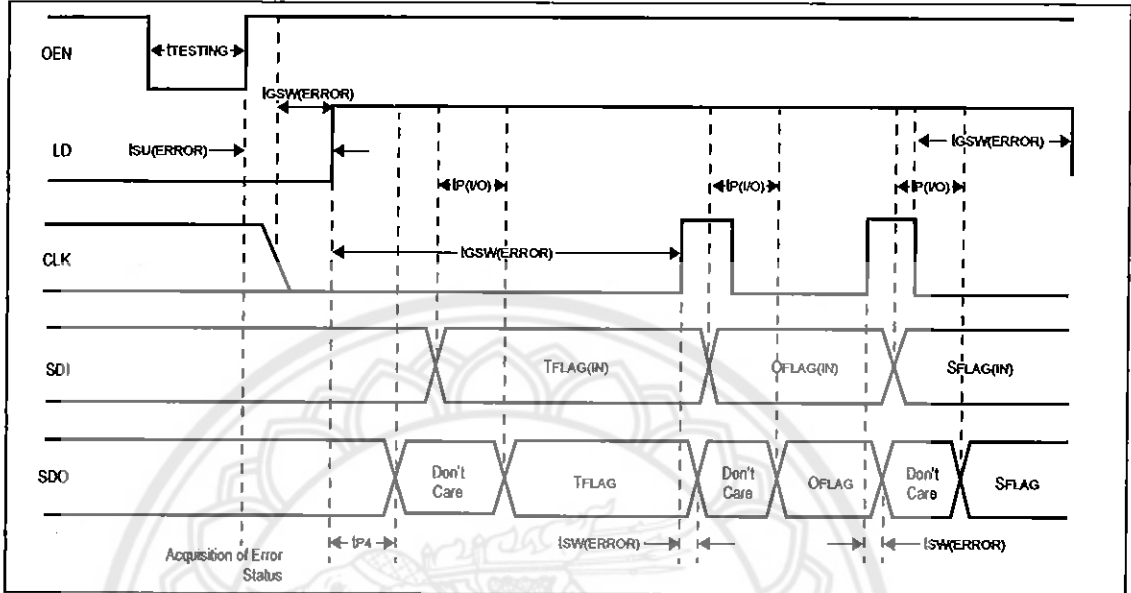 OEN
tTESTING
tGSW(ERROR)
LD
tSU(ERROR)
tGSW(ERROR)
tP(I/O)
tP(I/O)
tP(I/O)
CLK
tGSW(ERROR)
SDI
TFLAG(IN)
OFLAG(IN)
SFLAG(IN)
SDO
Don't
Care
TFLAG
Don't
Care
OFLAG
Don't
Care
SFLAG
tP4
tSW(ERROR)
tSW(ERROR)
Acquisition of Error
Status